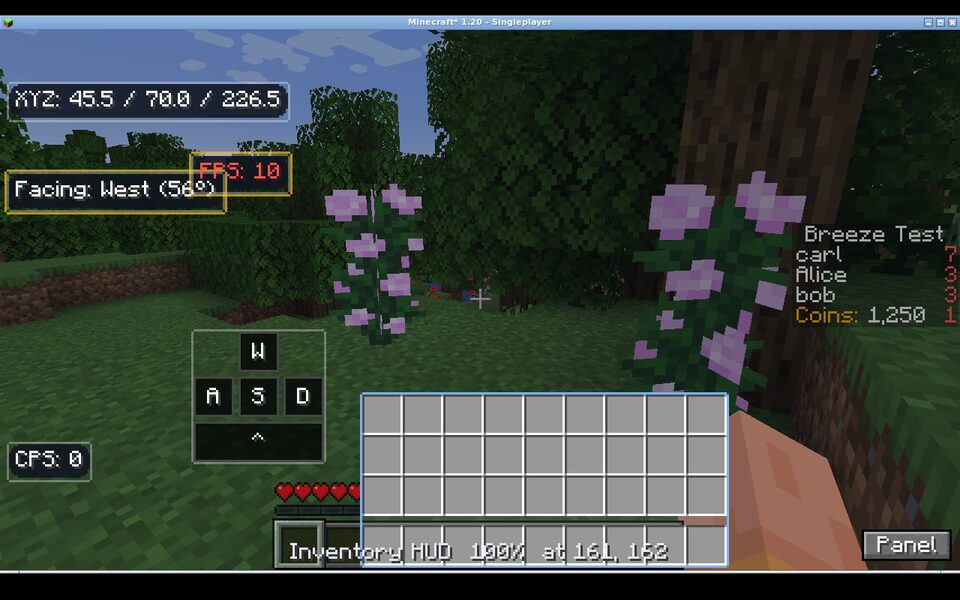 Minecraft* 1.20 - Singleplayer
XYZ: 45.5 / 70.0 / 226.5
FPS: 10
Facing: West (56°)
Breeze Test
carl 7
Alice 3
bob 3
Coins: 1,250 1
W
A S D
^
CPS: 0
Inventory HUD 100% at 161, 162
Panel